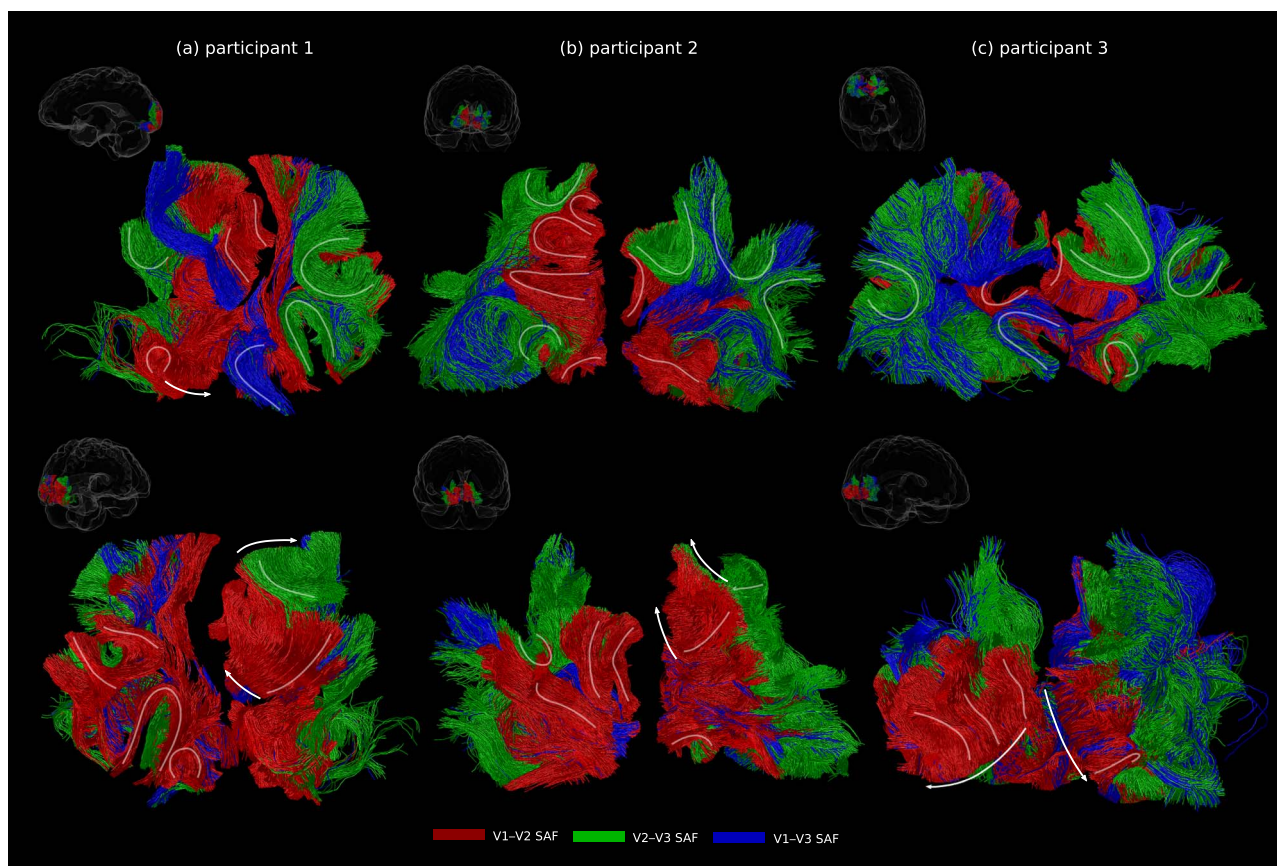 (a) participant 1
(b) participant 2
(c) participant 3
V1–V2 SAF
V2–V3 SAF
V1–V3 SAF